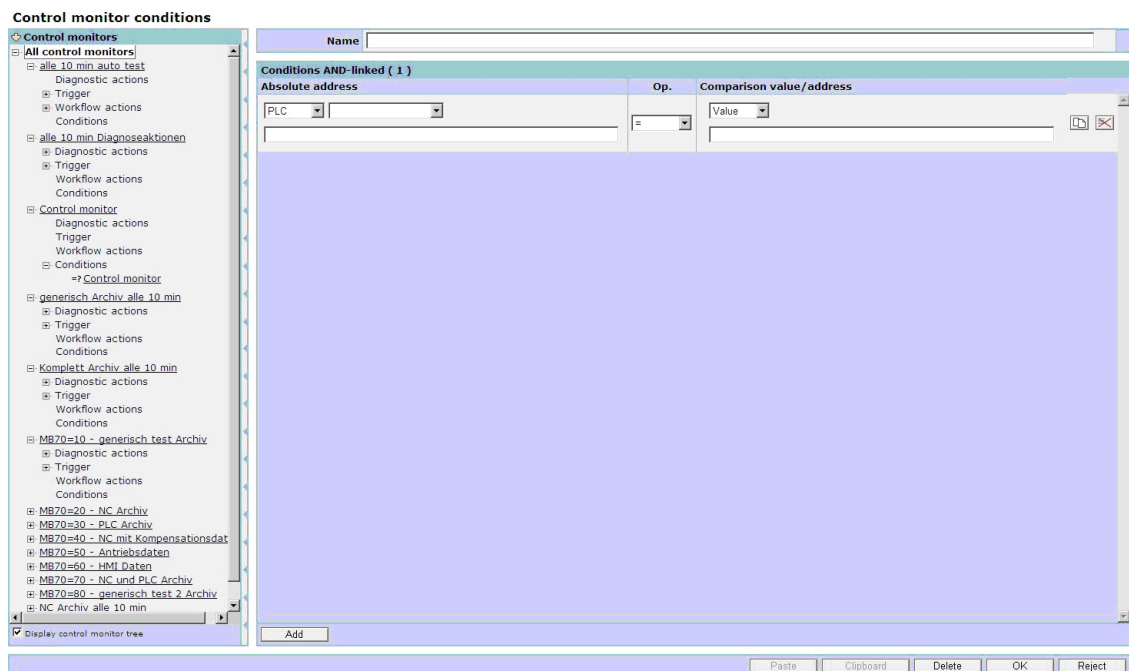 Control monitor conditions
Control monitors
All control monitors
alle 10 min auto test
Diagnostic actions
Trigger
Workflow actions
Conditions
alle 10 min Diagnoseaktionen
Diagnostic actions
Trigger
Workflow actions
Conditions
Control monitor
Diagnostic actions
Trigger
Workflow actions
Conditions
=? Control monitor
generisch Archiv alle 10 min
Diagnostic actions
Trigger
Workflow actions
Conditions
Komplett Archiv alle 10 min
Diagnostic actions
Trigger
Workflow actions
Conditions
MB70=10 - generisch test Archiv
Diagnostic actions
Trigger
Workflow actions
Conditions
MB70=20 - NC Archiv
MB70=30 - PLC Archiv
MB70=40 - NC mit Kompensationsdat
MB70=50 - Antriebsdaten
MB70=60 - HMI Daten
MB70=70 - NC und PLC Archiv
MB70=80 - generisch test 2 Archiv
NC Archiv alle 10 min
Display control monitor tree
Name
Conditions AND-linked ( 1 )
Absolute address Op. Comparison value/address
PLC = Value
Add
Paste Clipboard Delete OK Reject